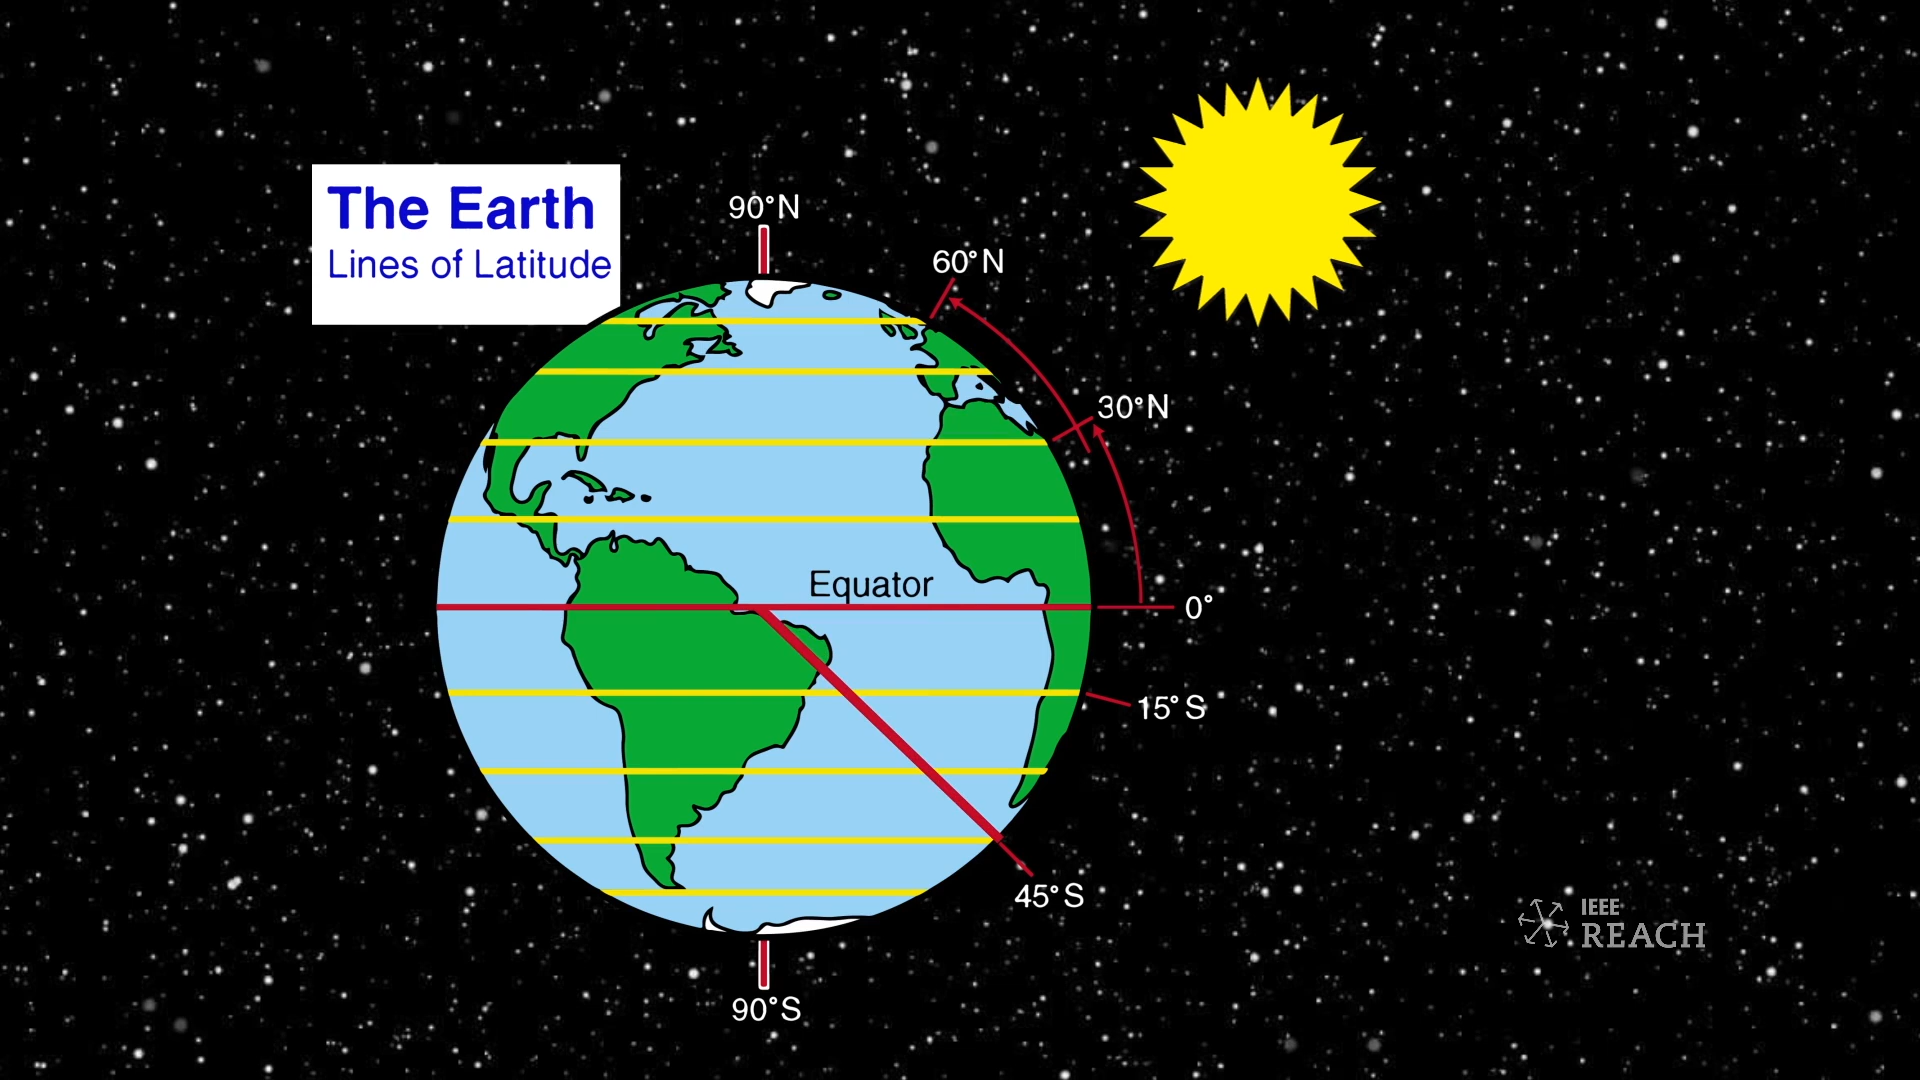 The Earth
Lines of Latitude
90°N
60°N
30°N
Equator
0°
15°S
45°S
90°S
IEEE
REACH